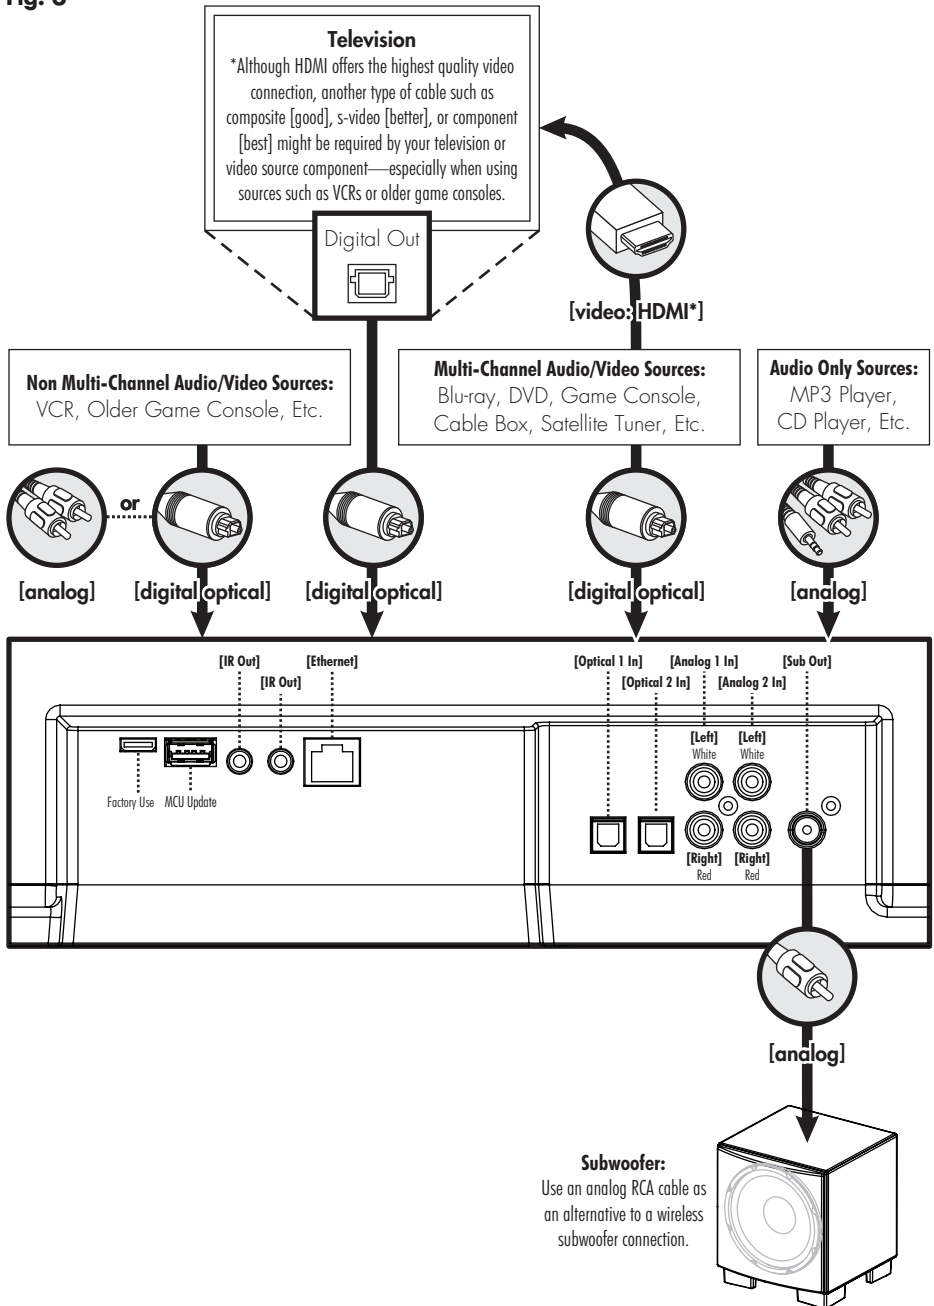 Television
*Although HDMI offers the highest quality video
connection, another type of cable such as
composite [good], s-video [better], or component
[best] might be required by your television or
video source component—especially when using
sources such as VCRs or older game consoles.
Digital Out
[video: HDMI*]
Non Multi-Channel Audio/Video Sources:
VCR, Older Game Console, Etc.
Multi-Channel Audio/Video Sources:
Blu-ray, DVD, Game Console,
Cable Box, Satellite Tuner, Etc.
Audio Only Sources:
MP3 Player,
CD Player, Etc.
or
[analog]
[digital optical]
[digital optical]
[digital optical]
[analog]
[IR Out]
[IR Out]
[Ethernet]
[Optical 1 In]
[Optical 2 In]
[Analog 1 In]
[Analog 2 In]
[Sub Out]
[Left]
White
[Left]
White
Factory Use
MCU Update
[Right]
Red
[Right]
Red
[analog]
Subwoofer:
Use an analog RCA cable as
an alternative to a wireless
subwoofer connection.